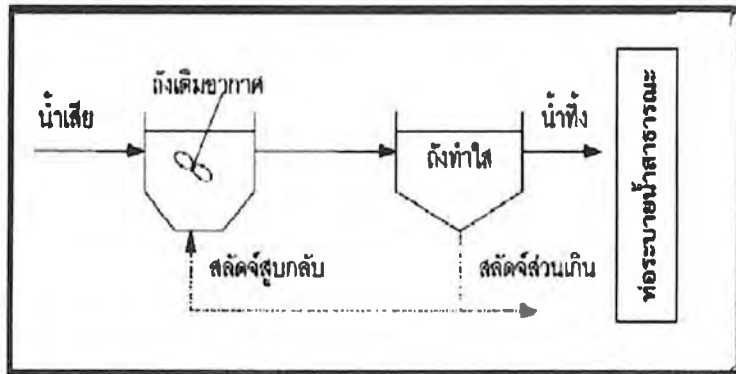 ถังเติมอากาศ
น้ำเสีย
น้ำทิ้ง
ถังทำใส
สลัดจ์สูบกลับ
สลัดจ์ส่วนเกิน
ท่อระบายน้ำสาธารณะ